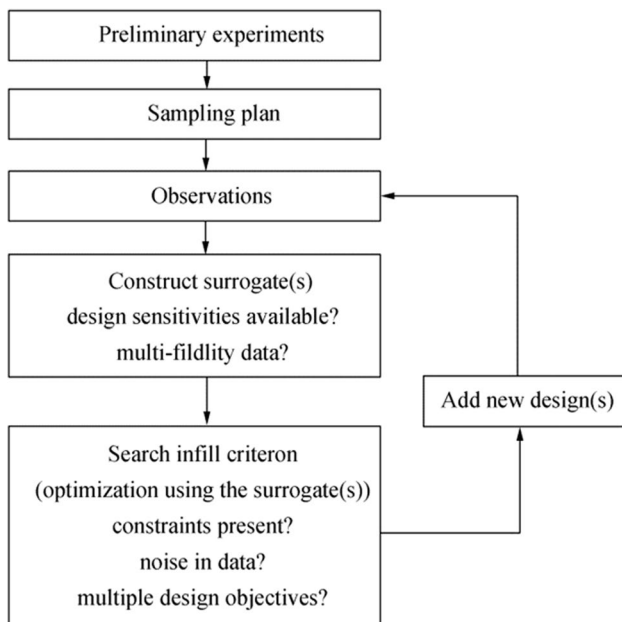 Preliminary experiments
Sampling plan
Observations
Construct surrogate(s)
design sensitivities available?
multi-fildlity data?
Add new design(s)
Search infill criteron
(optimization using the surrogate(s))
constraints present?
noise in data?
multiple design objectives?